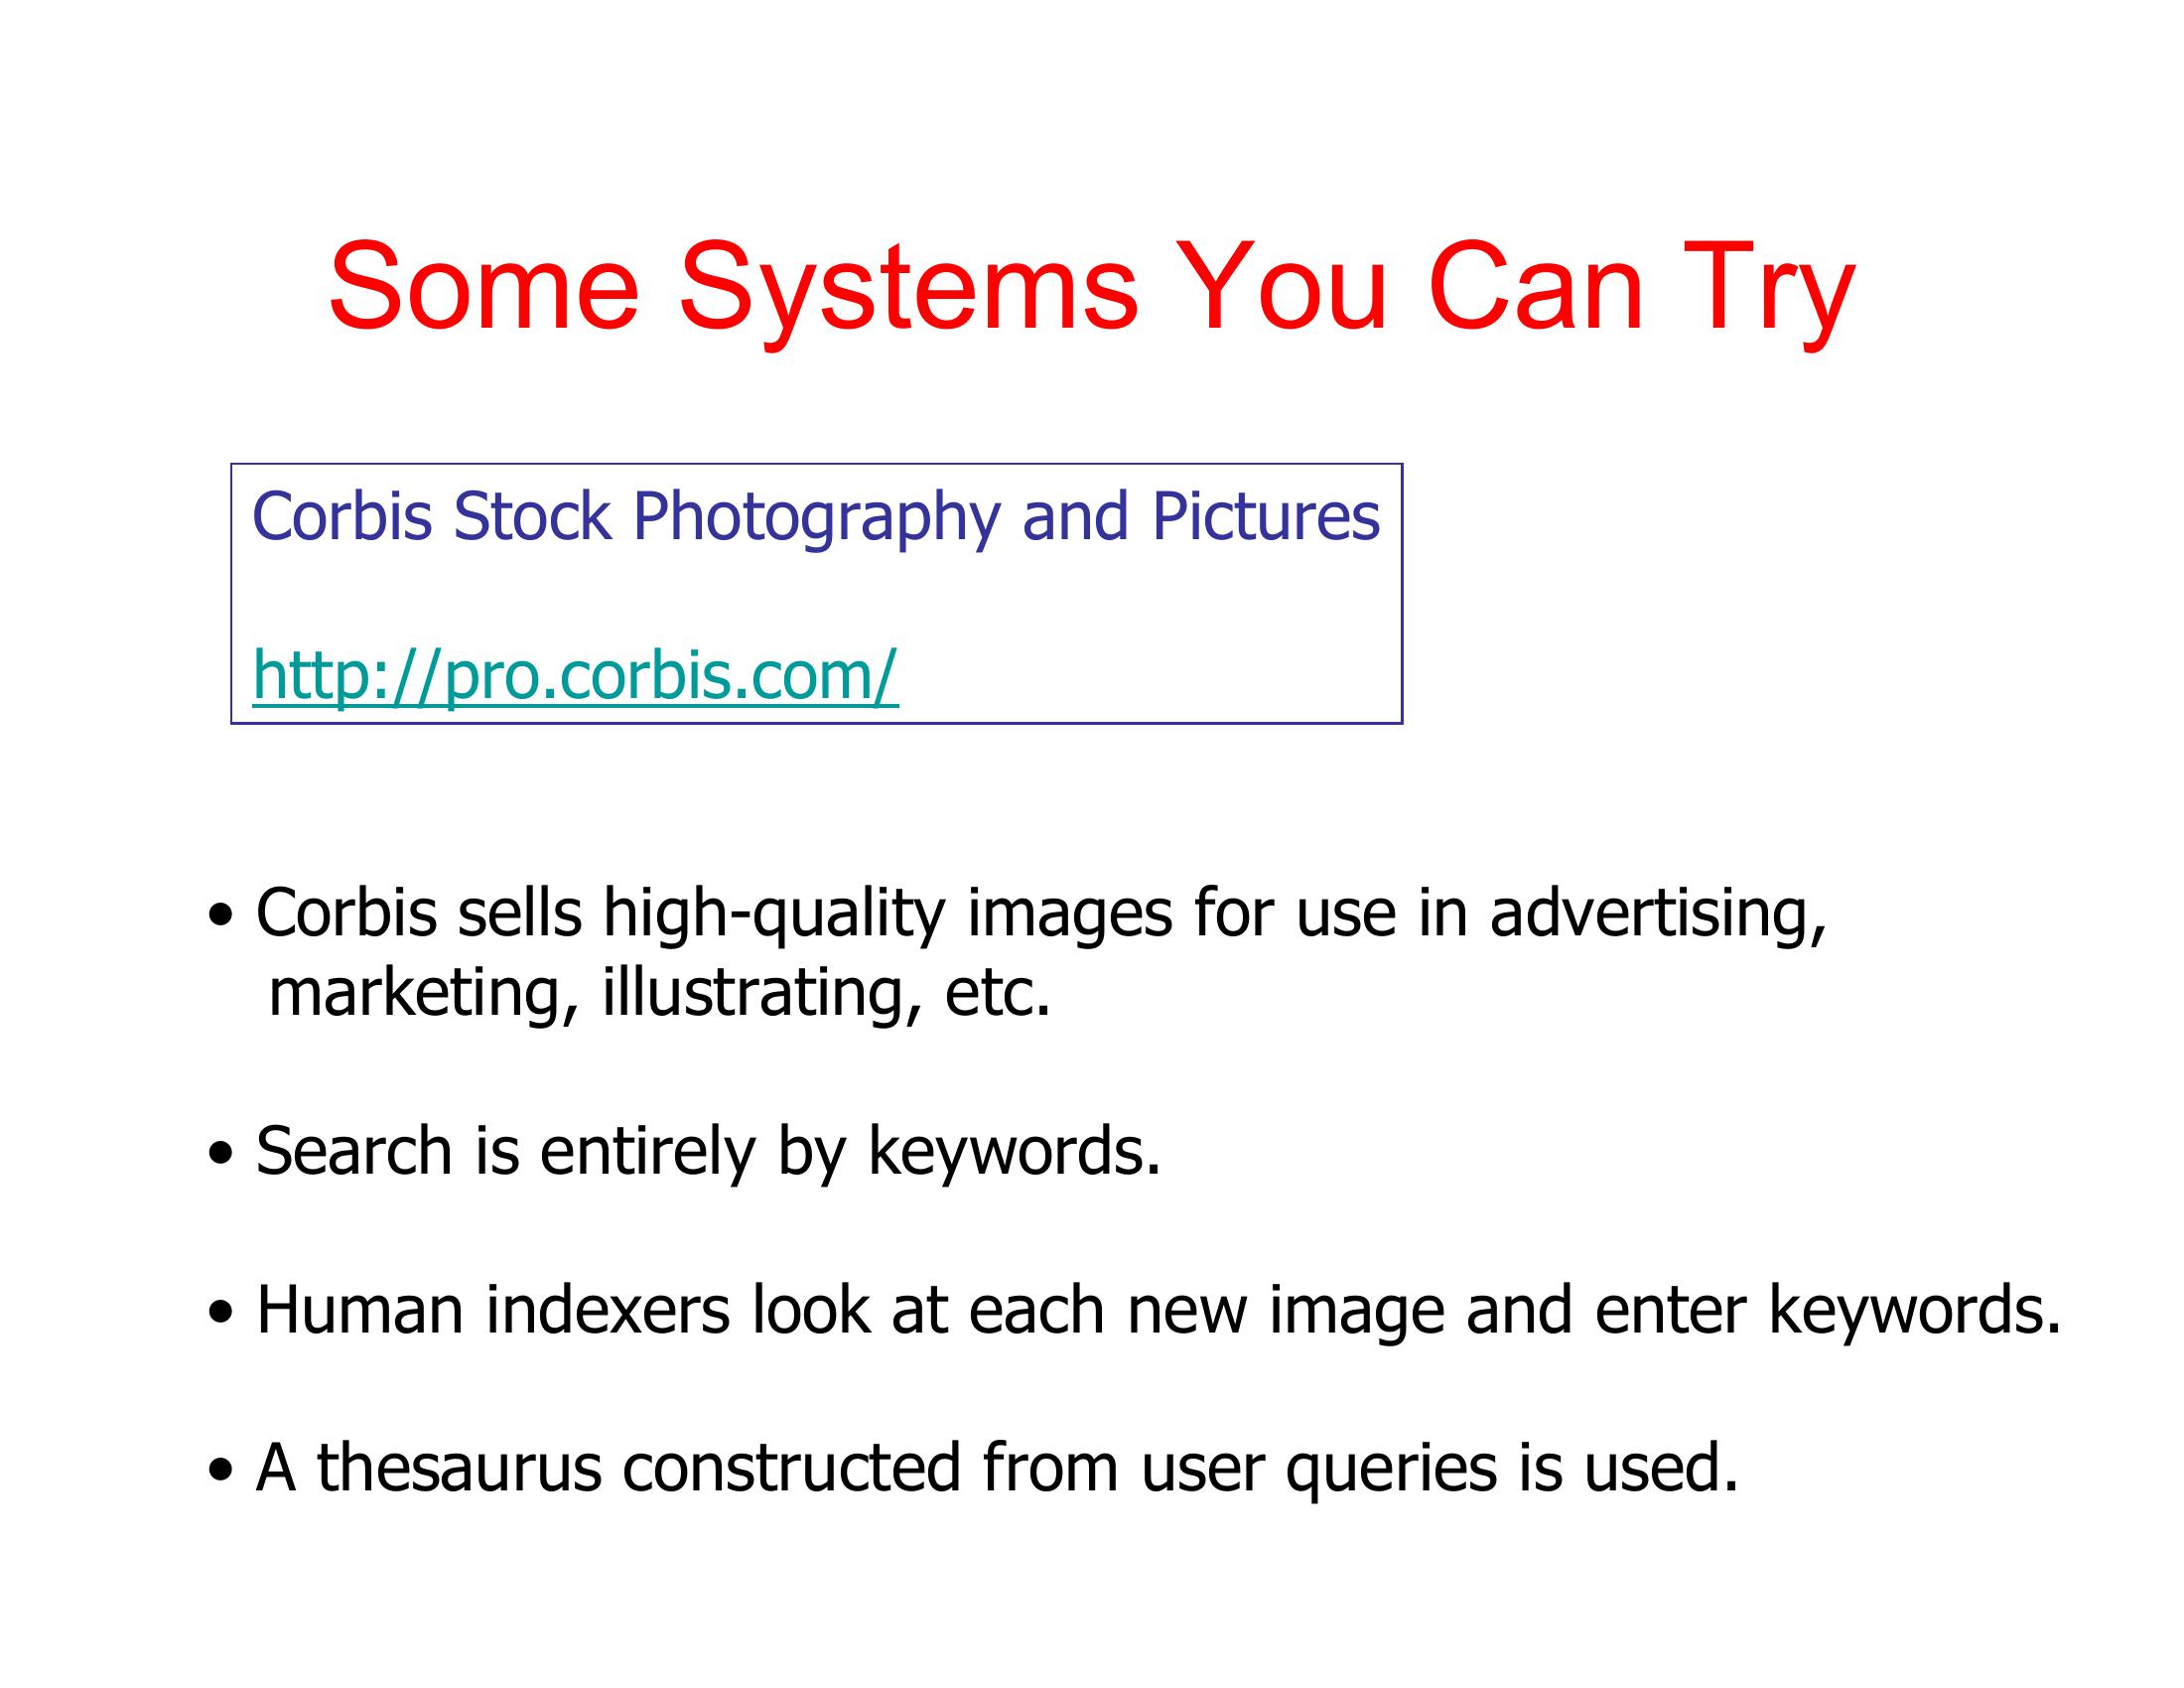 Some Systems You Can Try
Corbis Stock Photography and Pictures
http://pro.corbis.com/
• Corbis sells high-quality images for use in advertising,
marketing, illustrating, etc.
• Search is entirely by keywords.
• Human indexers look at each new image and enter keywords.
• A thesaurus constructed from user queries is used.